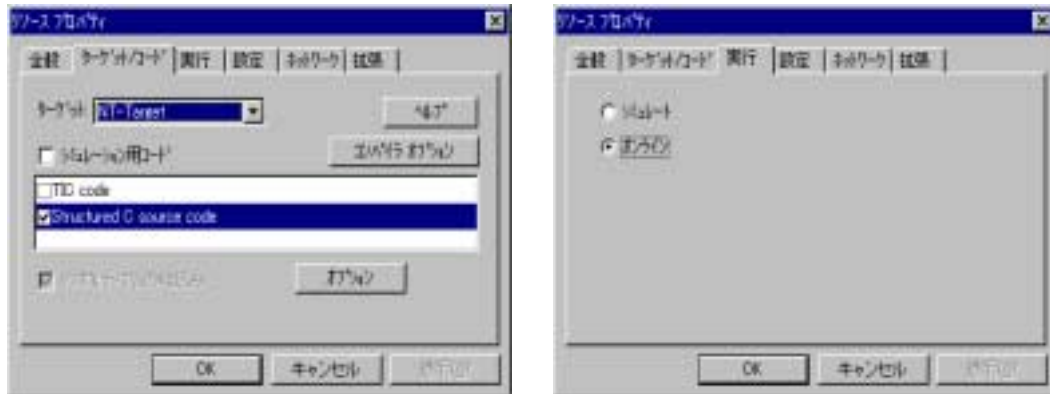 リソース プロパティ
全般 ターゲット/コード 実行 設定 ネットワーク 拡張
ターゲット NT-Target
ヘルプ
シミュレーション用コード
コンパイラ オプション
TIC code
Structured C source code
オプション
OK キャンセル
リソース プロパティ
全般 ターゲット/コード 実行 設定 ネットワーク 拡張
シミュレート
オンライン
OK キャンセル